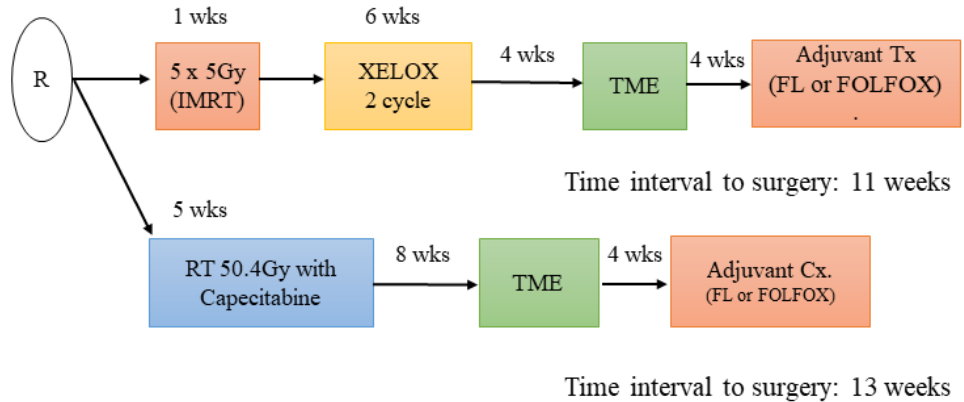 1 wks
6 wks
R
5 x 5Gy
(IMRT)
XELOX
2 cycle
4 wks
TME
4 wks
Adjuvant Tx
(FL or FOLFOX)
.
Time interval to surgery: 11 weeks
5 wks
RT 50.4Gy with
Capecitabine
8 wks
TME
4 wks
Adjuvant Cx.
(FL or FOLFOX)
Time interval to surgery: 13 weeks